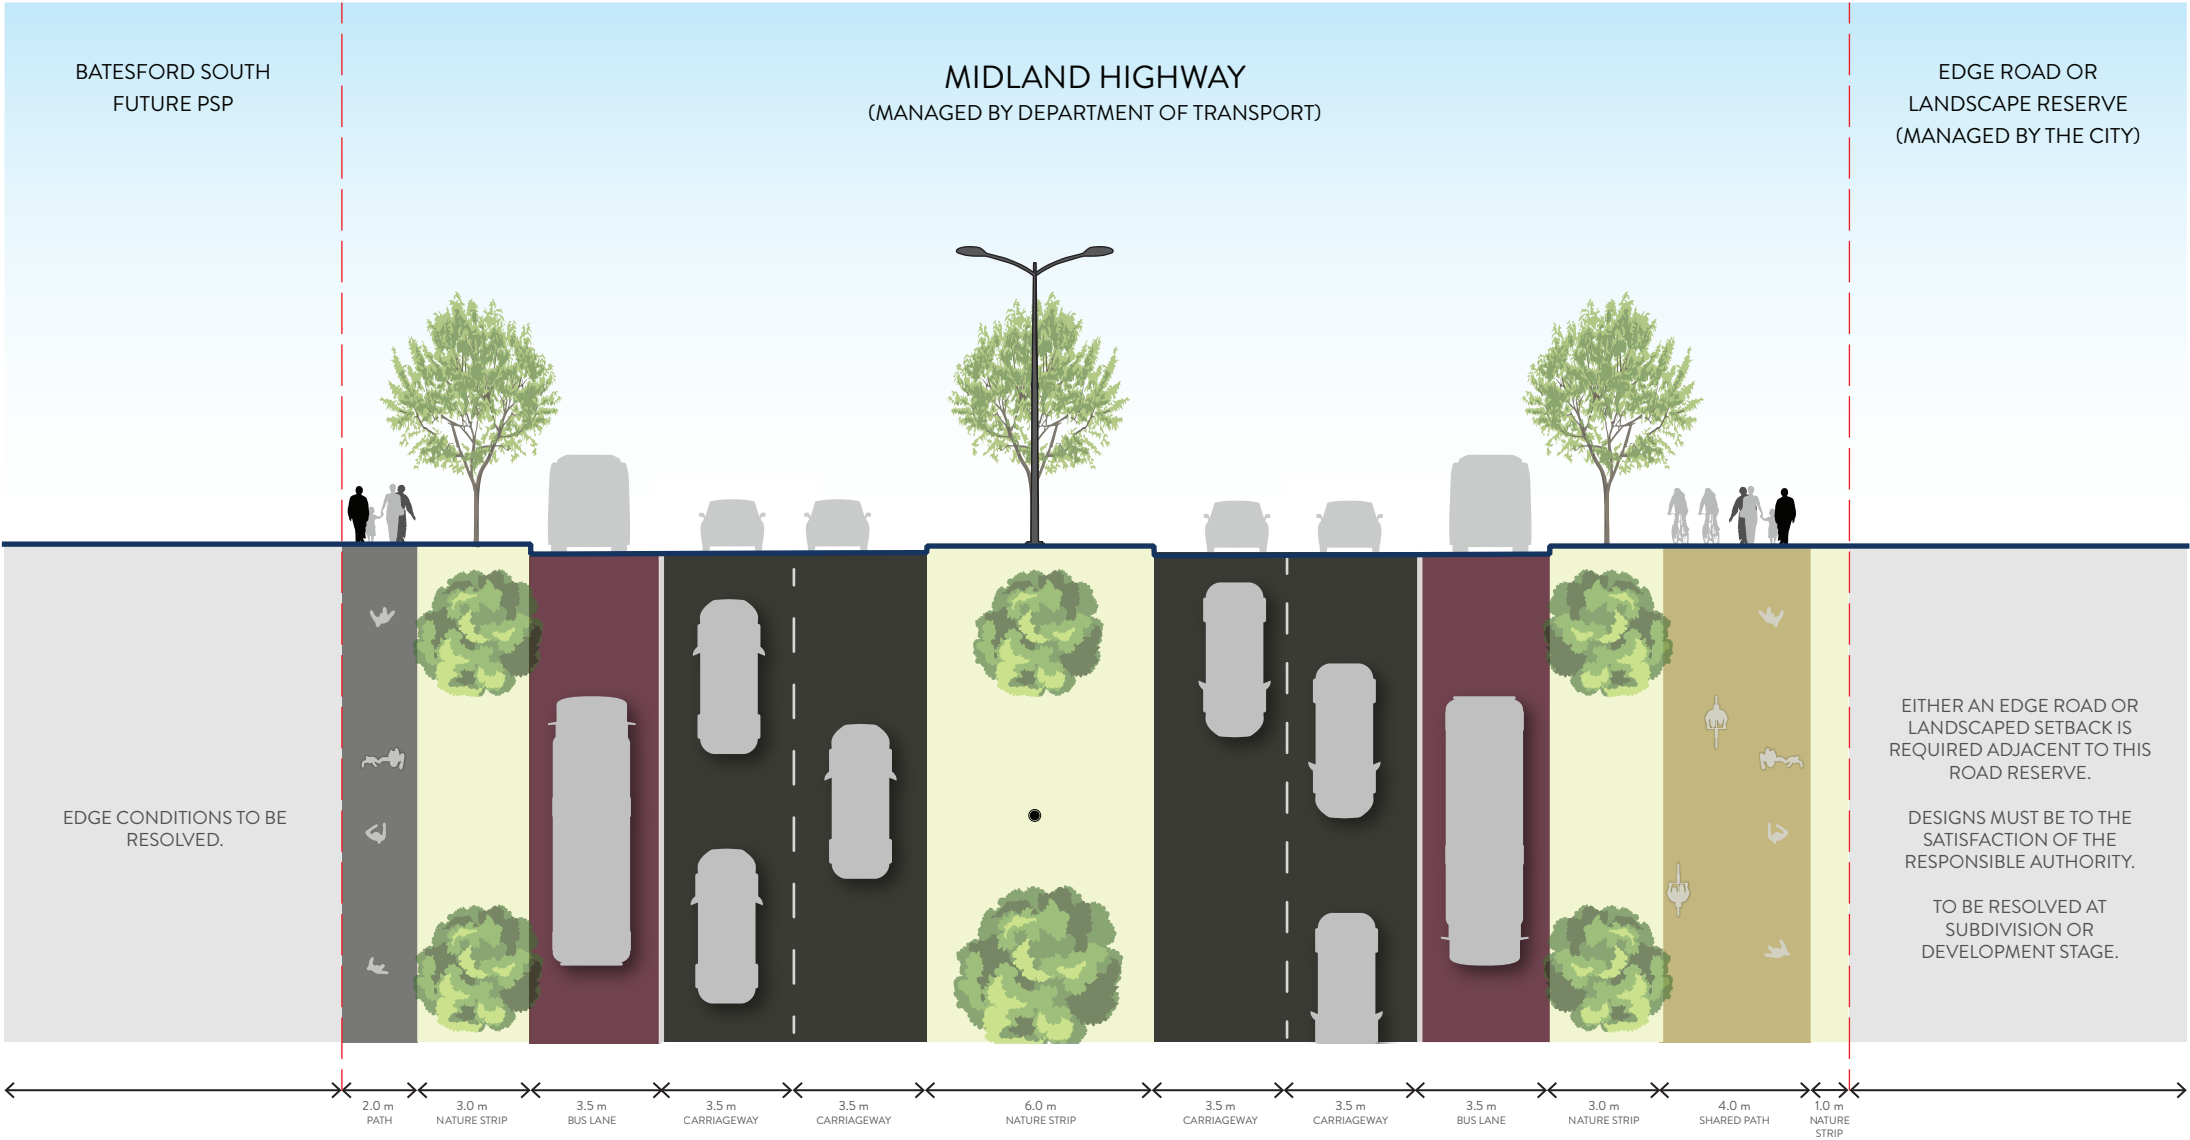 BATESFORD SOUTH
FUTURE PSP
MIDLAND HIGHWAY
(MANAGED BY DEPARTMENT OF TRANSPORT)
EDGE ROAD OR
LANDSCAPE RESERVE
(MANAGED BY THE CITY)
EDGE CONDITIONS TO BE
RESOLVED.
EITHER AN EDGE ROAD OR
LANDSCAPED SETBACK IS
REQUIRED ADJACENT TO THIS
ROAD RESERVE.
DESIGNS MUST BE TO THE
SATISFACTION OF THE
RESPONSIBLE AUTHORITY.
TO BE RESOLVED AT
SUBDIVISION OR
DEVELOPMENT STAGE.
2.0 m
PATH
3.0 m
NATURE STRIP
3.5 m
BUS LANE
3.5 m
CARRIAGEWAY
3.5 m
CARRIAGEWAY
6.0 m
NATURE STRIP
3.5 m
CARRIAGEWAY
3.5 m
CARRIAGEWAY
3.5 m
BUS LANE
3.0 m
NATURE STRIP
4.0 m
SHARED PATH
1.0 m
NATURE
STRIP